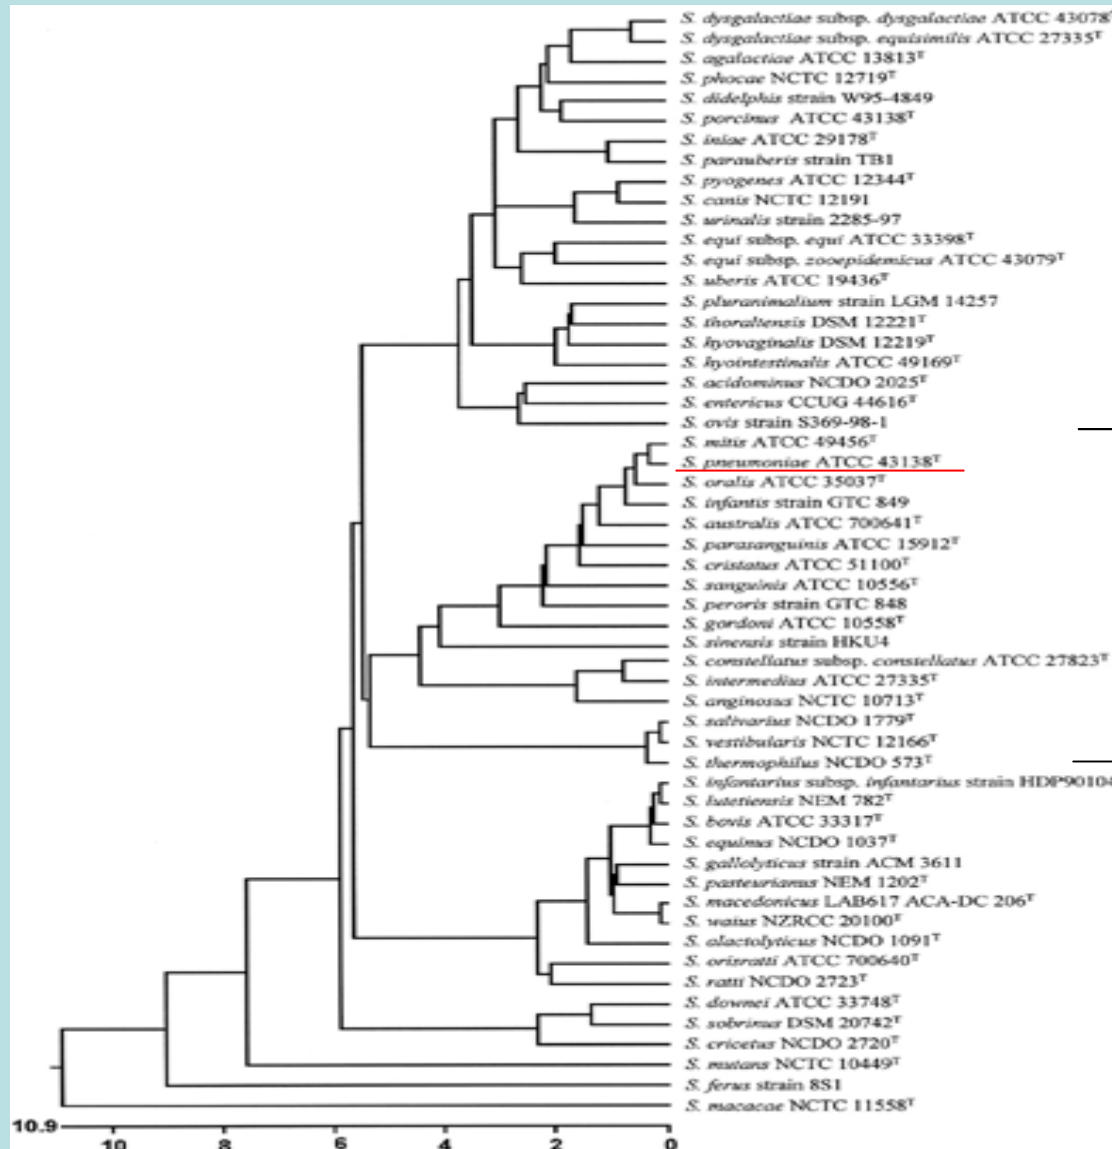 S. dysgalactiae subsp. dysgalactiae ATCC 43078ᵀ
S. dysgalactiae subsp. equisimilis ATCC 27335ᵀ
S. agalactiae ATCC 13813ᵀ
S. phocae NCTC 12719ᵀ
S. didelphis strain W95-4849
S. porcinus ATCC 43138ᵀ
S. iniae ATCC 29178ᵀ
S. parauberis strain TB1
S. pyogenes ATCC 12344ᵀ
S. canis NCTC 12191
S. urinalis strain 2285-97
S. equi subsp. equi ATCC 33398ᵀ
S. equi subsp. zooepidemicus ATCC 43079ᵀ
S. uberis ATCC 19436ᵀ
S. pluranimalium strain LGM 14257
S. thoraltensis DSM 12221ᵀ
S. hyovaginalis DSM 12219ᵀ
S. hyointestinalis ATCC 49169ᵀ
S. acidominus NCDO 2025ᵀ
S. entericus CCUG 44616ᵀ
S. ovis strain S369-98-1
S. mitis ATCC 49456ᵀ
S. pneumoniae ATCC 43138ᵀ
S. oralis ATCC 35037ᵀ
S. infantis strain GTC 849
S. australis ATCC 700641ᵀ
S. parasanguinis ATCC 15912ᵀ
S. cristatus ATCC 51100ᵀ
S. sanguinis ATCC 10556ᵀ
S. peroris strain GTC 848
S. gordoni ATCC 10558ᵀ
S. sinensis strain HKU4
S. constellatus subsp. constellatus ATCC 27823ᵀ
S. intermedius ATCC 27335ᵀ
S. anginosus NCTC 10713ᵀ
S. salivarius NCDO 1779ᵀ
S. vestibularis NCTC 12166ᵀ
S. thermophilus NCDO 573ᵀ
S. infantarius subsp. infantarius strain HDP90104
S. lutetiensis NEM 782ᵀ
S. bovis ATCC 33317ᵀ
S. equinus NCDO 1037ᵀ
S. gallolyticus strain ACM 3611
S. pasteurianus NEM 1202ᵀ
S. macedonicus LAB617 ACA-DC 206ᵀ
S. waius NZRCC 20100ᵀ
S. alactolyticus NCDO 1091ᵀ
S. orisratti ATCC 700640ᵀ
S. ratti NCDO 2723ᵀ
S. downei ATCC 33748ᵀ
S. sobrinus DSM 20742ᵀ
S. cricetus NCDO 2720ᵀ
S. mutans NCTC 10449ᵀ
S. ferus strain 8S1
S. macacae NCTC 11558ᵀ
10.9
10 8 6 4 2 0